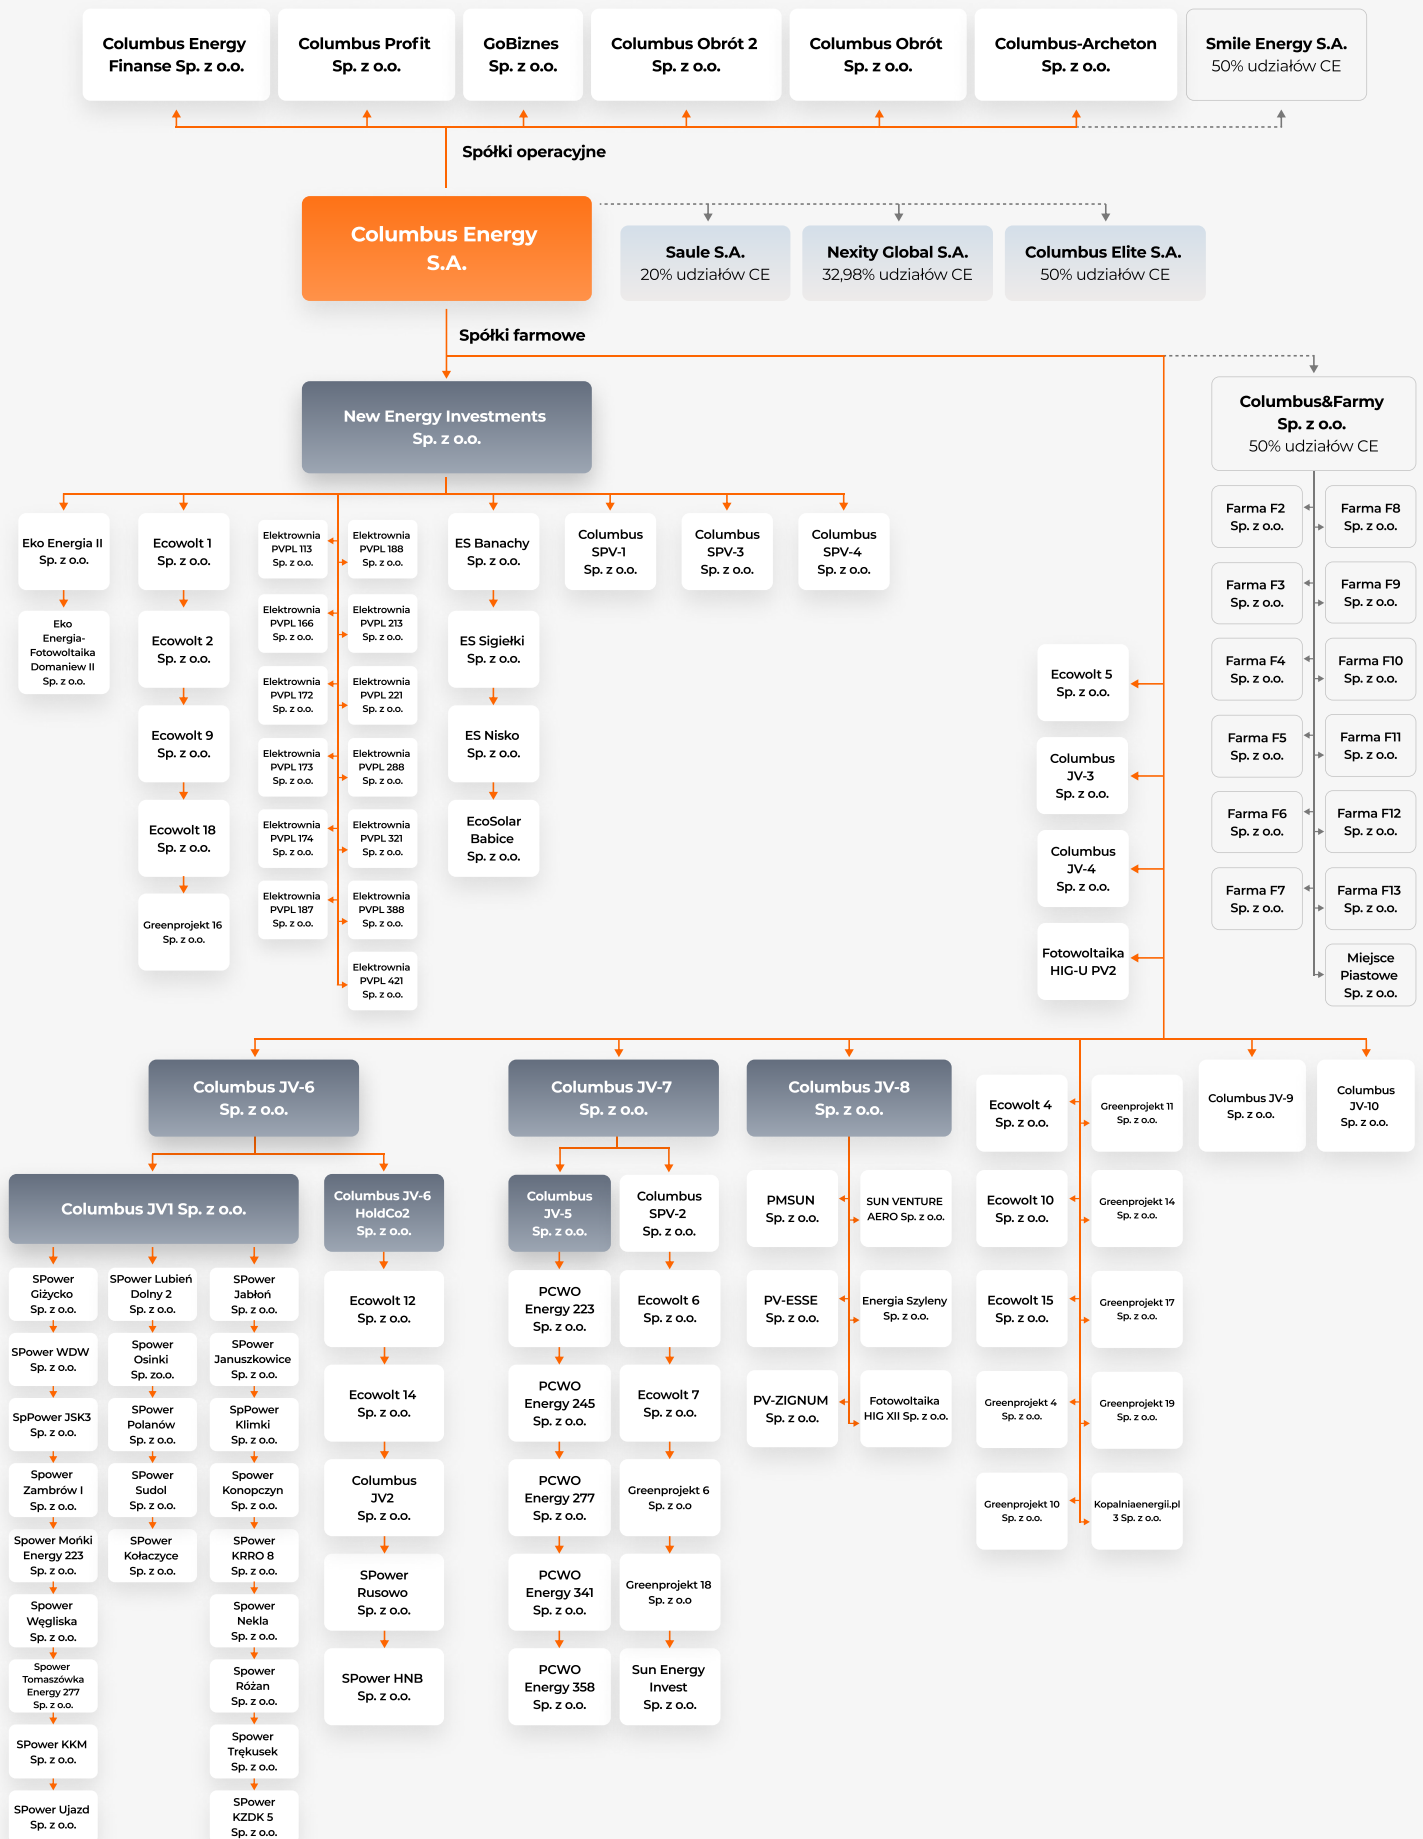 Columbus Energy
Finanse Sp. z o.o.
Columbus Profit
Sp. z o.o.
GoBiznes
Sp. z o.o.
Columbus Obrót 2
Sp. z o.o.
Columbus Obrót
Sp. z o.o.
Columbus-Archeton
Sp. z o.o.
Smile Energy S.A.
50% udziałów CE
Spółki operacyjne
Columbus Energy
S.A.
Saule S.A.
20% udziałów CE
Nexity Global S.A.
32,98% udziałów CE
Columbus Elite S.A.
50% udziałów CE
Spółki farmowe
New Energy Investments
Sp. z o.o.
Columbus&Farmy
Sp. z o.o.
50% udziałów CE
Eko Energia II
Sp. z o.o.
Eko
Energia-
Fotowoltaika
Domaniew II
Sp. z o.o.
Ecowolt 1
Sp. z o.o.
Ecowolt 2
Sp. z o.o.
Ecowolt 9
Sp. z o.o.
Ecowolt 18
Sp. z o.o.
Greenprojekt 16
Sp. z o.o.
Elektrownia
PVPL 113
Sp. z o.o.
Elektrownia
PVPL 188
Sp. z o.o.
Elektrownia
PVPL 166
Sp. z o.o.
Elektrownia
PVPL 213
Sp. z o.o.
Elektrownia
PVPL 172
Sp. z o.o.
Elektrownia
PVPL 221
Sp. z o.o.
Elektrownia
PVPL 173
Sp. z o.o.
Elektrownia
PVPL 288
Sp. z o.o.
Elektrownia
PVPL 174
Sp. z o.o.
Elektrownia
PVPL 321
Sp. z o.o.
Elektrownia
PVPL 187
Sp. z o.o.
Elektrownia
PVPL 388
Sp. z o.o.
Elektrownia
PVPL 421
Sp. z o.o.
ES Banachy
Sp. z o.o.
ES Sigiełki
Sp. z o.o.
ES Nisko
Sp. z o.o.
EcoSolar
Babice
Sp. z o.o.
Columbus
SPV-1
Sp. z o.o.
Columbus
SPV-3
Sp. z o.o.
Columbus
SPV-4
Sp. z o.o.
Ecowolt 5
Sp. z o.o.
Columbus
JV-3
Sp. z o.o.
Columbus
JV-4
Sp. z o.o.
Fotowoltaika
HIG-U PV2
Farma F2
Sp. z o.o.
Farma F8
Sp. z o.o.
Farma F3
Sp. z o.o.
Farma F9
Sp. z o.o.
Farma F4
Sp. z o.o.
Farma F10
Sp. z o.o.
Farma F5
Sp. z o.o.
Farma F11
Sp. z o.o.
Farma F6
Sp. z o.o.
Farma F12
Sp. z o.o.
Farma F7
Sp. z o.o.
Farma F13
Sp. z o.o.
Miejsce
Piastowe
Sp. z o.o.
Columbus JV-6
Sp. z o.o.
Columbus JV-7
Sp. z o.o.
Columbus JV-8
Sp. z o.o.
Columbus JV1 Sp. z o.o.
Columbus JV-6
HoldCo2
Sp. z o.o.
Columbus
JV-5
Sp. z o.o.
Columbus
SPV-2
Sp. z o.o.
SPower
Giżycko
Sp. z o.o.
SPower WDW
Sp. z o.o.
SpPower JSK3
Sp. z o.o.
Spower
Zambrów I
Sp. z o.o.
Spower Mońki
Energy 223
Sp. z o.o.
Spower
Węgliska
Sp. z o.o.
Spower
Tomaszówka
Energy 277
Sp. z o.o.
SPower KKM
Sp. z o.o.
SPower Ujazd
Sp. z o.o.
SPower Lubień
Dolny 2
Sp. z o.o.
Spower
Osinki
Sp. zo.o.
SPower
Polanów
Sp. z o.o.
SPower
Sudol
Sp. z o.o.
SPower
Kołaczyce
Sp. z o.o.
SPower
Jabłoń
Sp. z o.o.
SPower
Januszkowice
Sp. z o.o.
SpPower
Klimki
Sp. z o.o.
Spower
Konopczyn
Sp. z o.o.
SPower
KRRO 8
Sp. z o.o.
Spower
Nekla
Sp. z o.o.
Spower
Różan
Sp. z o.o.
Spower
Trękusek
Sp. z o.o.
SPower
KZDK 5
Sp. z o.o.
Ecowolt 12
Sp. z o.o.
Ecowolt 14
Sp. z o.o.
Columbus
JV2
Sp. z o.o.
SPower
Rusowo
Sp. z o.o.
SPower HNB
Sp. z o.o.
PCWO
Energy 223
Sp. z o.o.
PCWO
Energy 245
Sp. z o.o.
PCWO
Energy 277
Sp. z o.o.
PCWO
Energy 341
Sp. z o.o.
PCWO
Energy 358
Sp. z o.o.
Ecowolt 6
Sp. z o.o.
Ecowolt 7
Sp. z o.o.
Greenprojekt 6
Sp. z o.o
Greenprojekt 18
Sp. z o.o
Sun Energy
Invest
Sp. z o.o.
PMSUN
Sp. z o.o.
SUN VENTURE
AERO Sp. z o.o.
PV-ESSE
Sp. z o.o.
Energia Szyleny
Sp. z o.o.
PV-ZIGNUM
Sp. z o.o.
Fotowoltaika
HIG XII Sp. z o.o.
Ecowolt 4
Sp. z o.o.
Greenprojekt 11
Sp. z o.o.
Ecowolt 10
Sp. z o.o.
Greenprojekt 14
Sp. z o.o.
Ecowolt 15
Sp. z o.o.
Greenprojekt 17
Sp. z o.o.
Greenprojekt 4
Sp. z o.o.
Greenprojekt 19
Sp. z o.o.
Greenprojekt 10
Sp. z o.o.
Kopalniaenergii.pl
3 Sp. z o.o.
Columbus JV-9
Sp. z o.o.
Columbus
JV-10
Sp. z o.o.